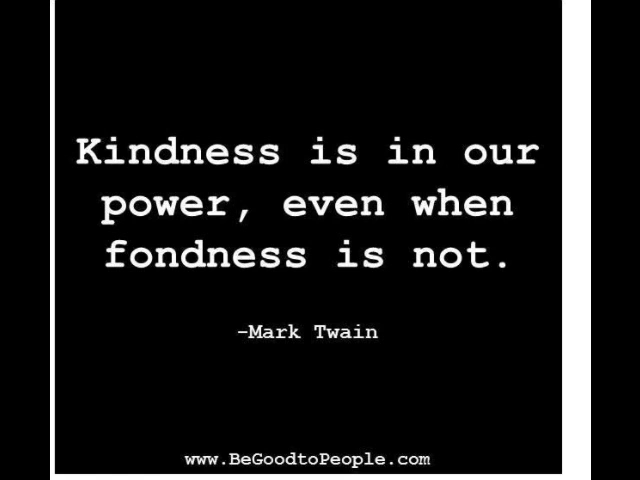 Kindness is in our
power, even when
fondness is not.
-Mark Twain
www.BeGoodtoPeople.com